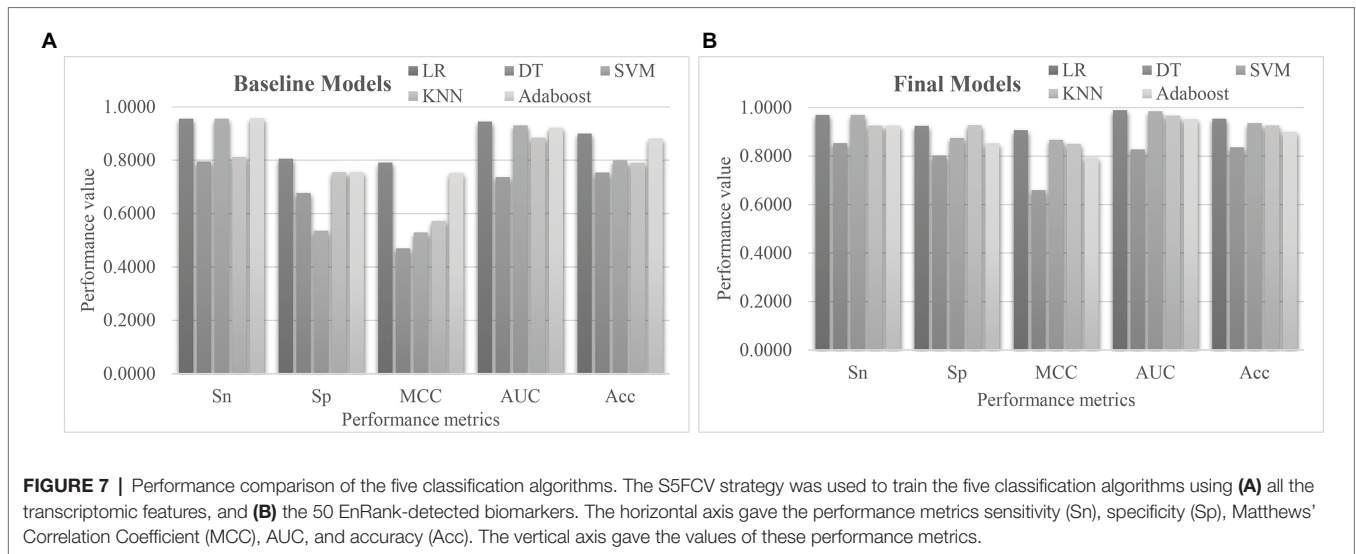 A
Baseline Models
LR DT SVM
KNN Adaboost
1.0000
0.8000
0.6000
0.4000
0.2000
0.0000
Performance value
Sn Sp MCC AUC Acc
Performance metrics
B
Final Models
LR DT SVM
KNN Adaboost
1.0000
0.8000
0.6000
0.4000
0.2000
0.0000
Performance value
Sn Sp MCC AUC Acc
Performance metrics
FIGURE 7 | Performance comparison of the five classification algorithms. The S5FCV strategy was used to train the five classification algorithms using (A) all the
transcriptomic features, and (B) the 50 EnRank-detected biomarkers. The horizontal axis gave the performance metrics sensitivity (Sn), specificity (Sp), Matthews'
Correlation Coefficient (MCC), AUC, and accuracy (Acc). The vertical axis gave the values of these performance metrics.